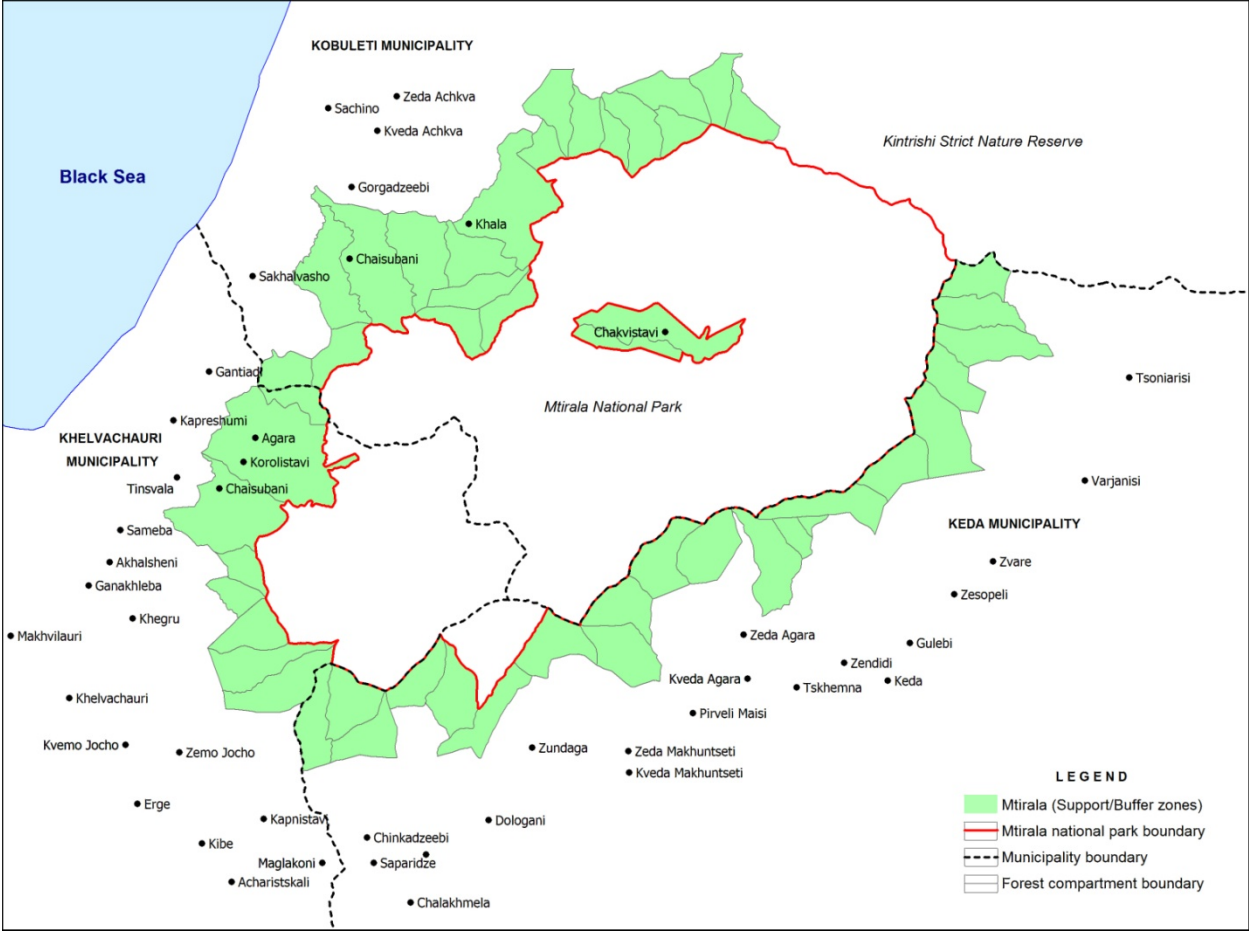 KOBULETI MUNICIPALITY
Zeda Achkva
Sachino
Kveda Achkva
Kintrishi Strict Nature Reserve
Black Sea
Gorgadzeebi
Khala
Chaisubani
Sakhalvasho
Chakvistavi
Gantiadi
Tsoniarisi
Mtirala National Park
Kapreshumi
KHELVACHAURI
MUNICIPALITY
Agara
Korolistavi
Tinsvala
Chaisubani
Varjanisi
KEDA MUNICIPALITY
Sameba
Akhalsheni
Zvare
Ganakhleba
Zesopeli
Khegru
Makhvilauri
Zeda Agara
Gulebi
Zendidi
Kveda Agara
Tskhemna
Keda
Khelvachauri
Pirveli Maisi
Kvemo Jocho
Zemo Jocho
Zundaga
Zeda Makhuntseti
Kveda Makhuntseti
Erge
Kapnistavi
Dologani
Kibe
Chinkadzeebi
Maglakoni
Saparidze
Acharistskali
Chalakhmela
LEGEND
Mtirala (Support/Buffer zones)
Mtirala national park boundary
Municipality boundary
Forest compartment boundary